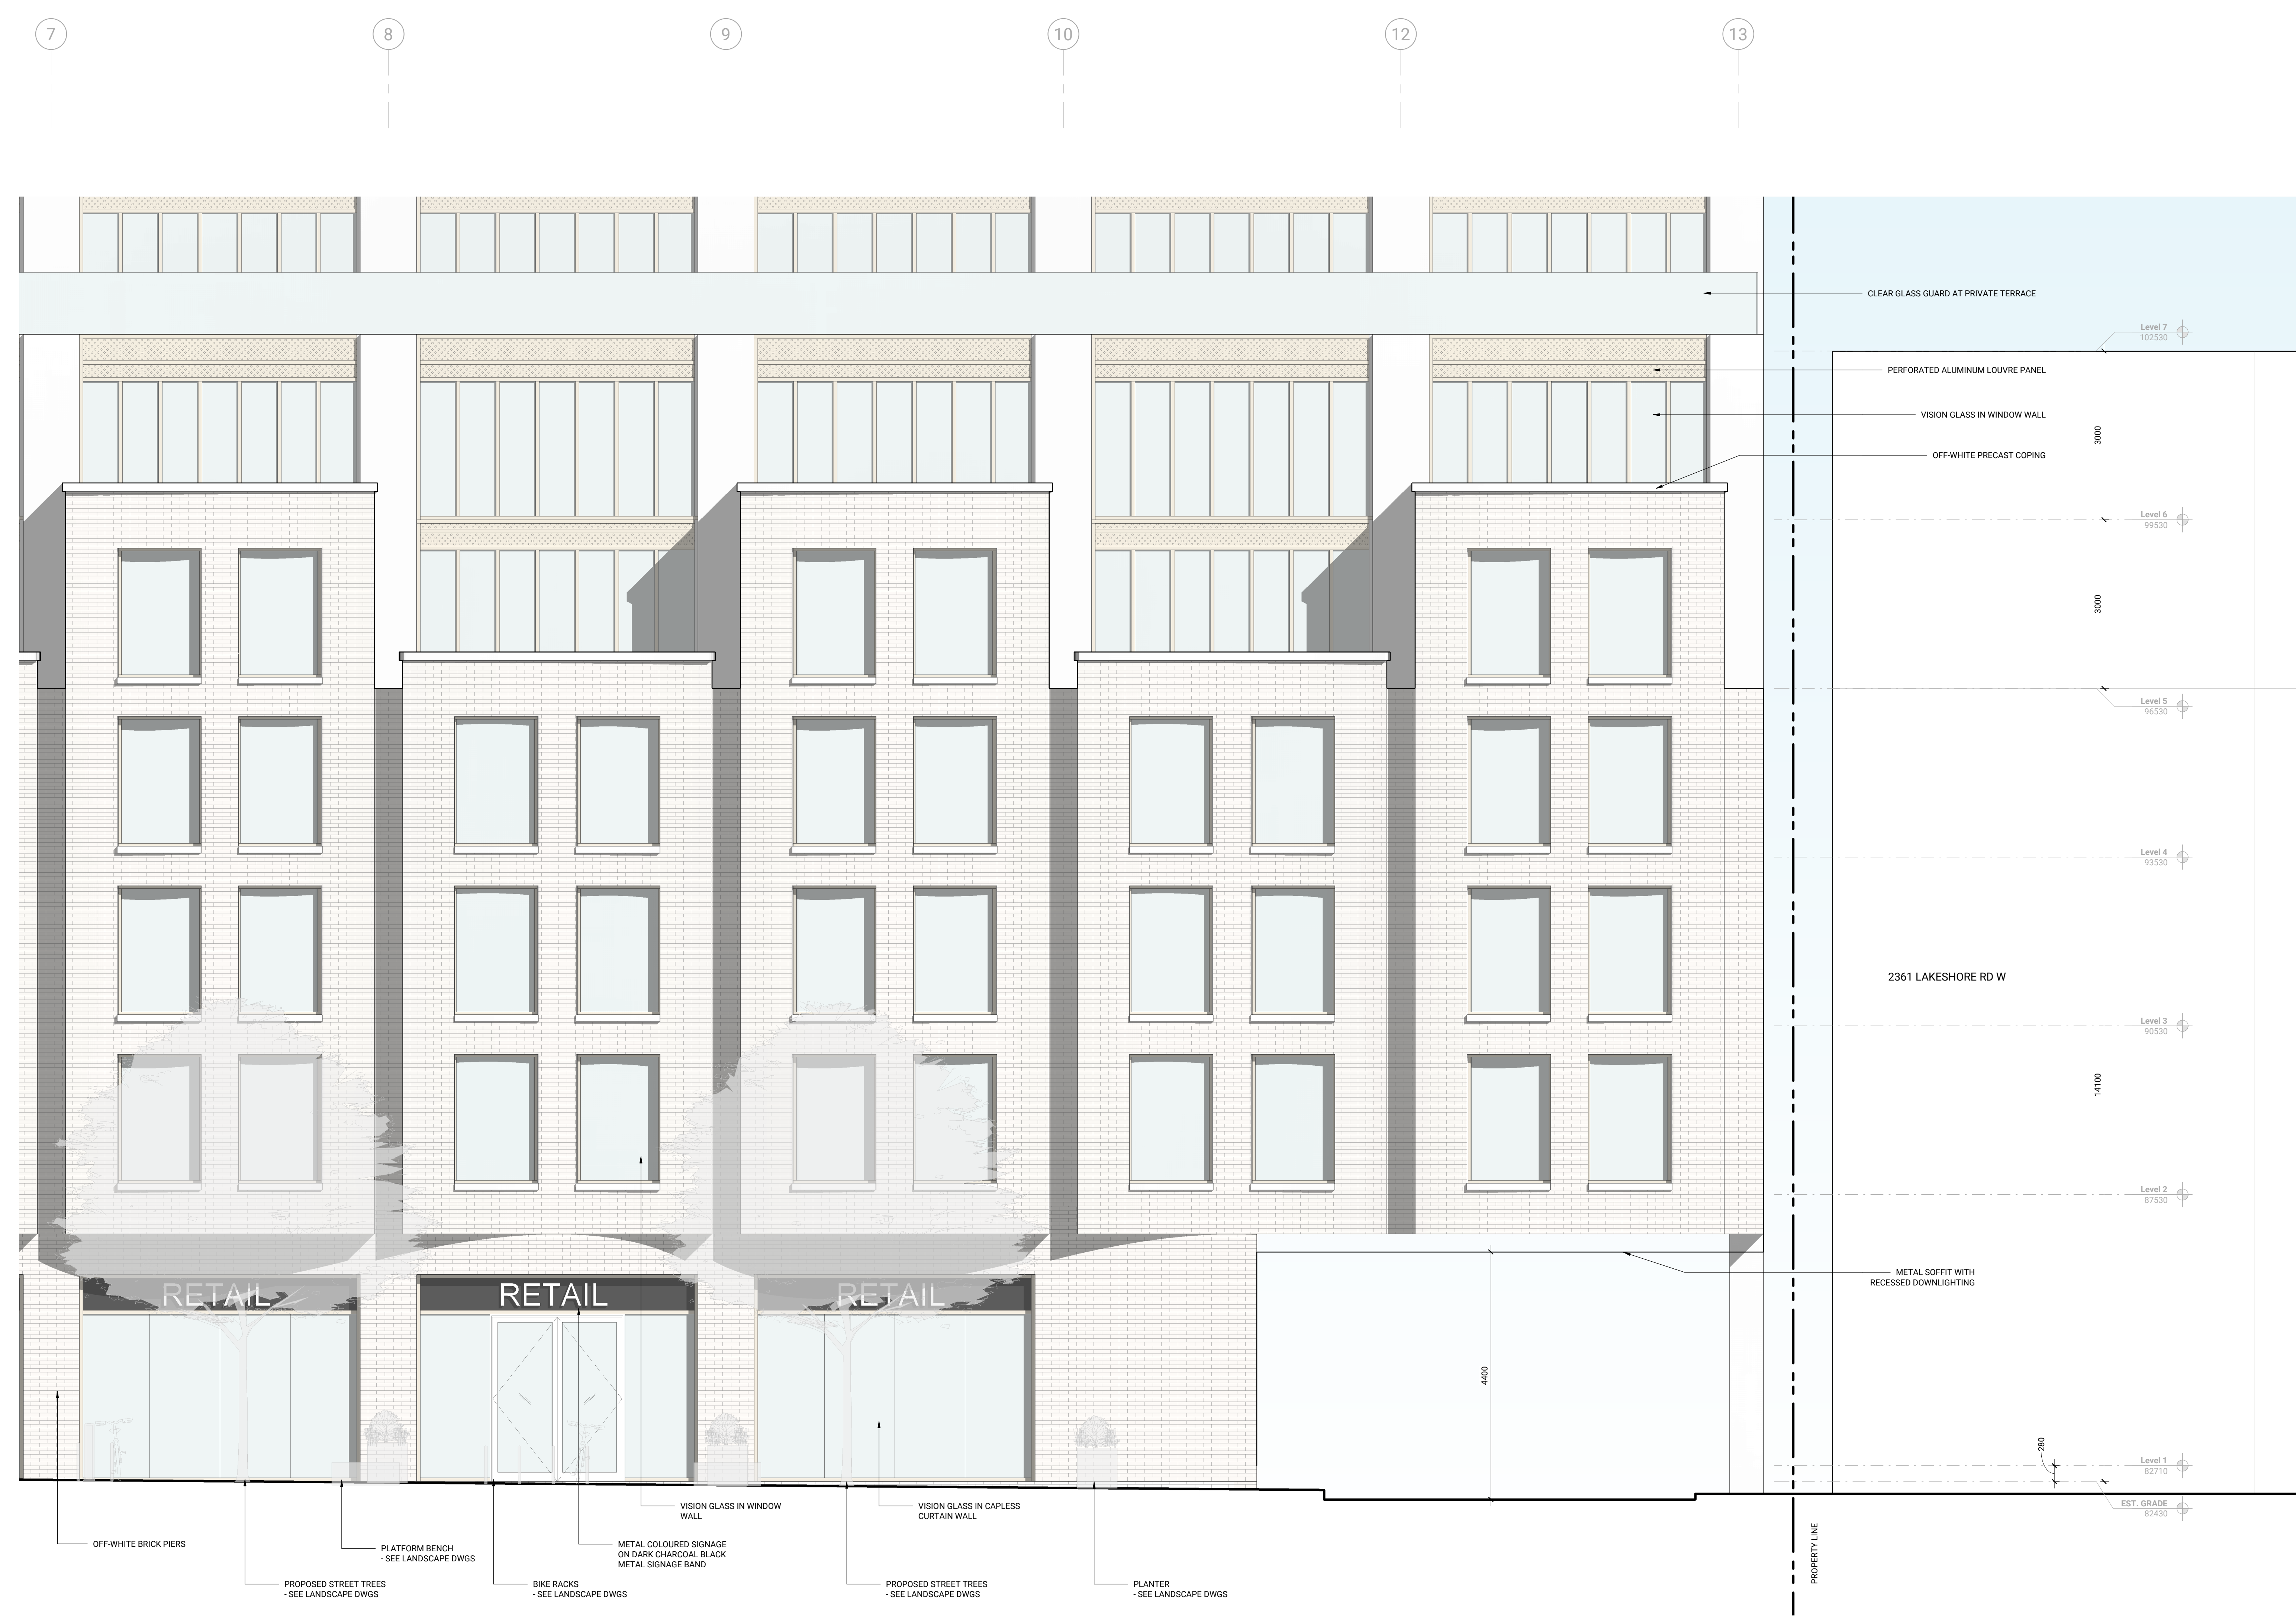 7
8
9
10
12
13
CLEAR GLASS GUARD AT PRIVATE TERRACE
Level 7
102530
PERFORATED ALUMINUM LOUVRE PANEL
VISION GLASS IN WINDOW WALL
3000
OFF-WHITE PRECAST COPING
Level 6
99530
3000
Level 5
96530
Level 4
93530
2361 LAKESHORE RD W
Level 3
90530
14100
Level 2
87530
METAL SOFFIT WITH
RECESSED DOWNLIGHTING
RETAIL
RETAIL
RETAIL
4400
280
Level 1
82710
EST. GRADE
82430
VISION GLASS IN WINDOW
WALL
VISION GLASS IN CAPLESS
CURTAIN WALL
OFF-WHITE BRICK PIERS
PLATFORM BENCH
- SEE LANDSCAPE DWGS
METAL COLOURED SIGNAGE
ON DARK CHARCOAL BLACK
METAL SIGNAGE BAND
PROPERTY LINE
PROPOSED STREET TREES
- SEE LANDSCAPE DWGS
BIKE RACKS
- SEE LANDSCAPE DWGS
PROPOSED STREET TREES
- SEE LANDSCAPE DWGS
PLANTER
- SEE LANDSCAPE DWGS